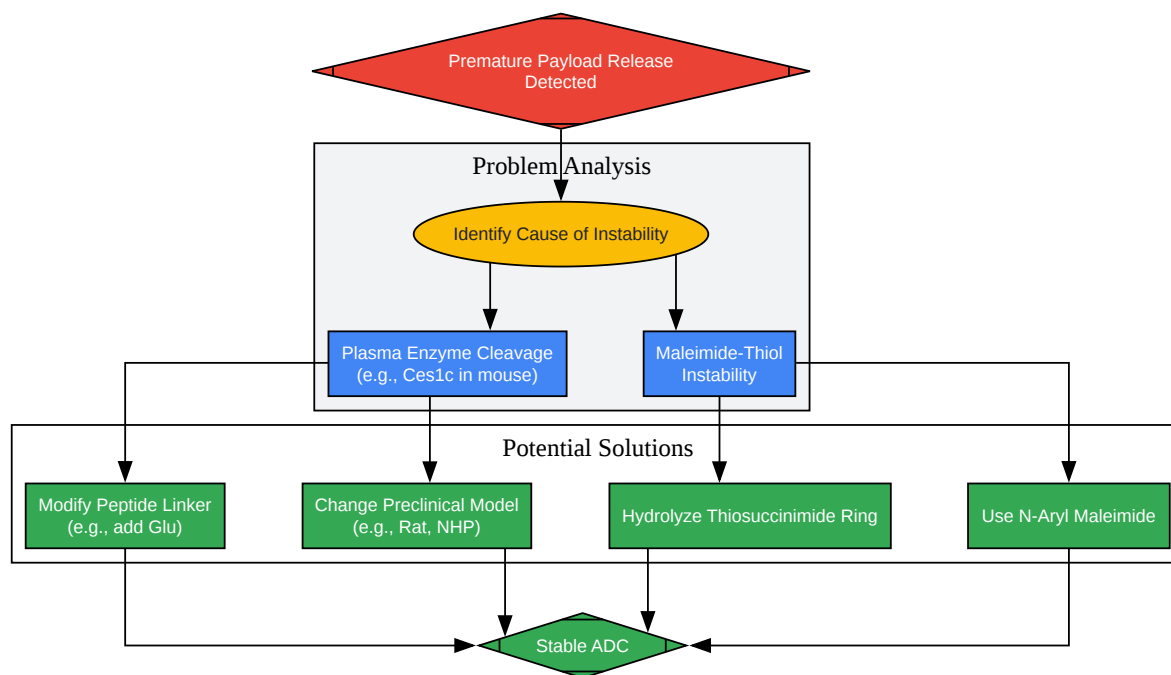 Premature Payload Release
Detected
Problem Analysis
Identify Cause of Instability
Plasma Enzyme Cleavage
(e.g., Ces1c in mouse)
Maleimide-Thiol
Instability
Potential Solutions
Modify Peptide Linker
(e.g., add Glu)
Change Preclinical Model
(e.g., Rat, NHP)
Hydrolyze Thiosuccinimide Ring
Use N-Aryl Maleimide
Stable ADC